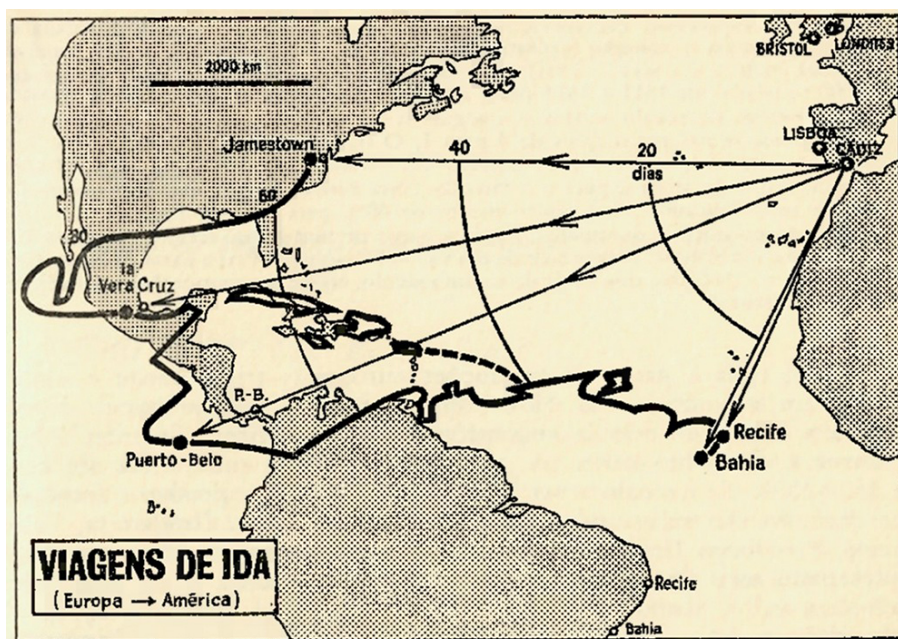 2000 km
BRISTOL
LONDRES
LISBOA
CÁDIZ
Jamestown
40
20
dias
60
80
la
Vera Cruz
P.-B.
Puerto-Belo
Recife
Bahia
VIAGENS DE IDA
(Europa → América)
Recife
Bahia